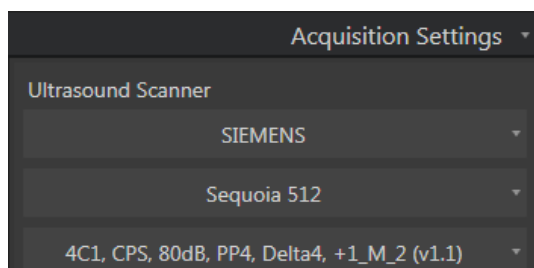 Acquisition Settings
Ultrasound Scanner
SIEMENS
Sequoia 512
4C1, CPS, 80dB, PP4, Delta4, +1_M_2 (v1.1)